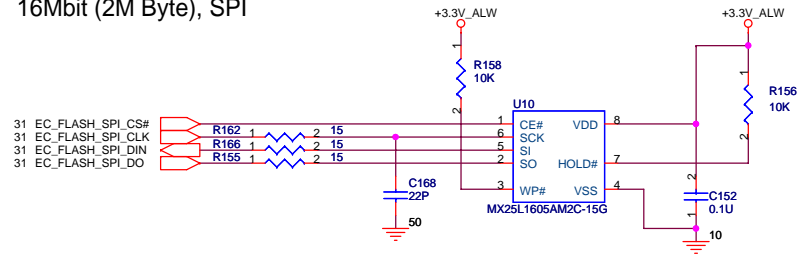 16Mbit (2M Byte), SPI
+3.3V_ALW
+3.3V_ALW
1
R158
10K
2
1
R156
10K
2
U10
31 EC_FLASH_SPI_CS#
1
CE#
VDD
8
31 EC_FLASH_SPI_CLK
R162 1
2 15
6
SCK
31 EC_FLASH_SPI_DIN
R166 1
2 15
5
SI
31 EC_FLASH_SPI_DO
R155 1
2 15
2
SO
HOLD#
7
3
WP#
VSS
4
MX25L1605AM2C-15G
C168
22P
50
2
C152
0.1U
1
10